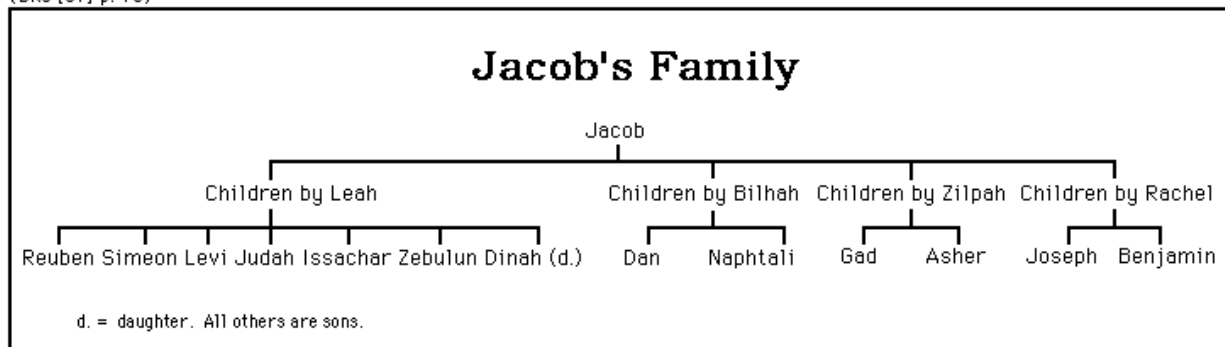 Jacob's Family
Jacob
Children by Leah Children by Bilhah Children by Zilpah Children by Rachel
Reuben Simeon Levi Judah Issachar Zebulun Dinah (d.) Dan Naphtali Gad Asher Joseph Benjamin
d. = daughter. All others are sons.